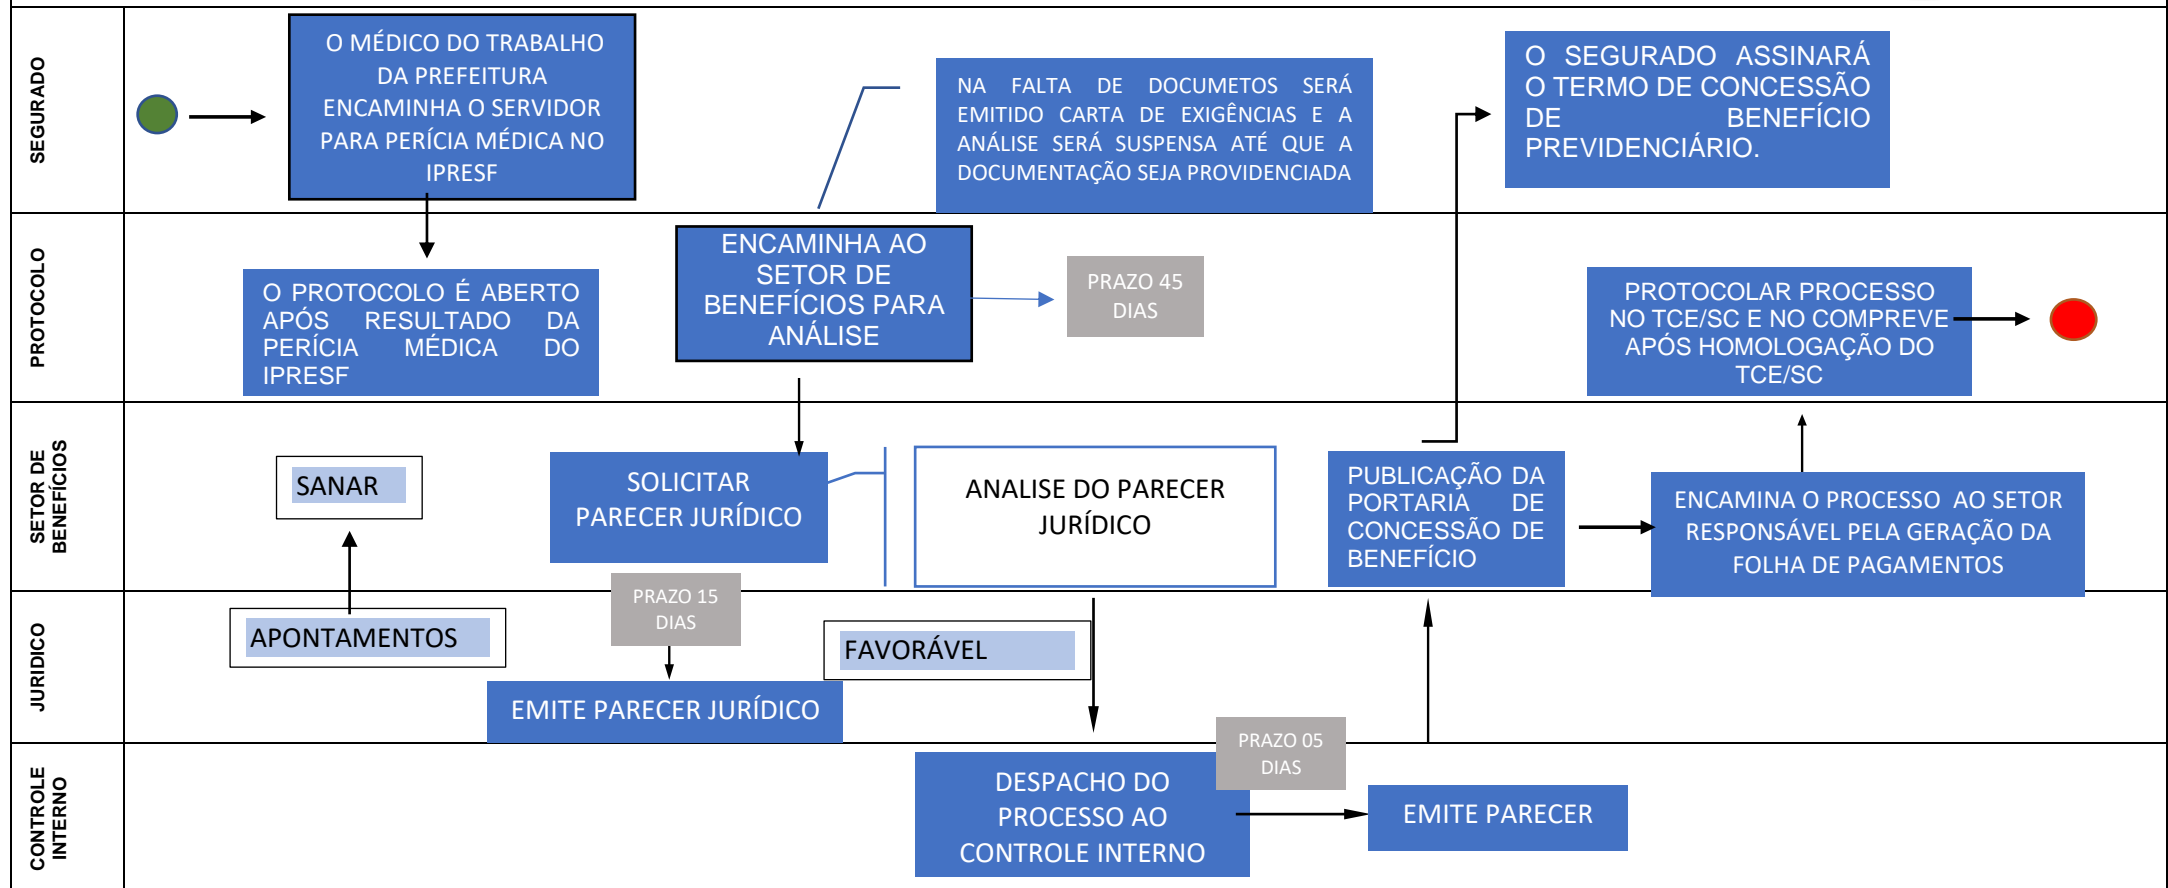 SEGURADO
O MÉDICO DO TRABALHO
DA PREFEITURA
ENCAMINHA O SERVIDOR
PARA PERÍCIA MÉDICA NO
IPRESF
NA FALTA DE DOCUMETOS SERÁ
EMITIDO CARTA DE EXIGÊNCIAS E A
ANÁLISE SERÁ SUSPENSA ATÉ QUE A
DOCUMENTAÇÃO SEJA PROVIDENCIADA
O SEGURADO ASSINARÁ
O TERMO DE CONCESSÃO
DE BENEFÍCIO
PREVIDENCIÁRIO.
PROTOCOLO
O PROTOCOLO É ABERTO
APÓS RESULTADO DA
PERÍCIA MÉDICA DO
IPRESF
ENCAMINHA AO
SETOR DE
BENEFÍCIOS PARA
ANÁLISE
PRAZO 45
DIAS
PROTOCOLAR PROCESSO
NO TCE/SC E NO COMPREVE
APÓS HOMOLOGAÇÃO DO
TCE/SC
SETOR DE
BENEFÍCIOS
SANAR
SOLICITAR
PARECER JURÍDICO
ANALISE DO PARECER
JURÍDICO
PUBLICAÇÃO DA
PORTARIA DE
CONCESSÃO DE
BENEFÍCIO
ENCAMINA O PROCESSO AO SETOR
RESPONSÁVEL PELA GERAÇÃO DA
FOLHA DE PAGAMENTOS
JURIDICO
APONTAMENTOS
PRAZO 15
DIAS
EMITE PARECER JURÍDICO
FAVORÁVEL
CONTROLE
INTERNO
DESPACHO DO
PROCESSO AO
CONTROLE INTERNO
PRAZO 05
DIAS
EMITE PARECER